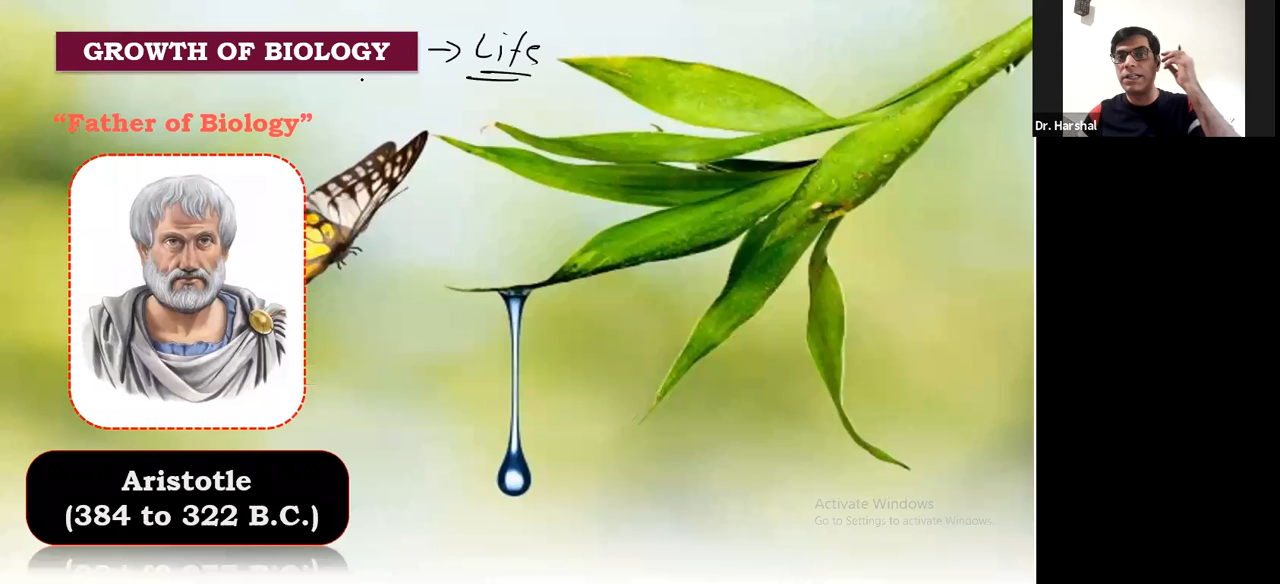 GROWTH OF BIOLOGY → Life
“Father of Biology”
Aristotle
(384 to 322 B.C.)
Dr. Harshal
Activate Windows
Go to Settings to activate Windows.